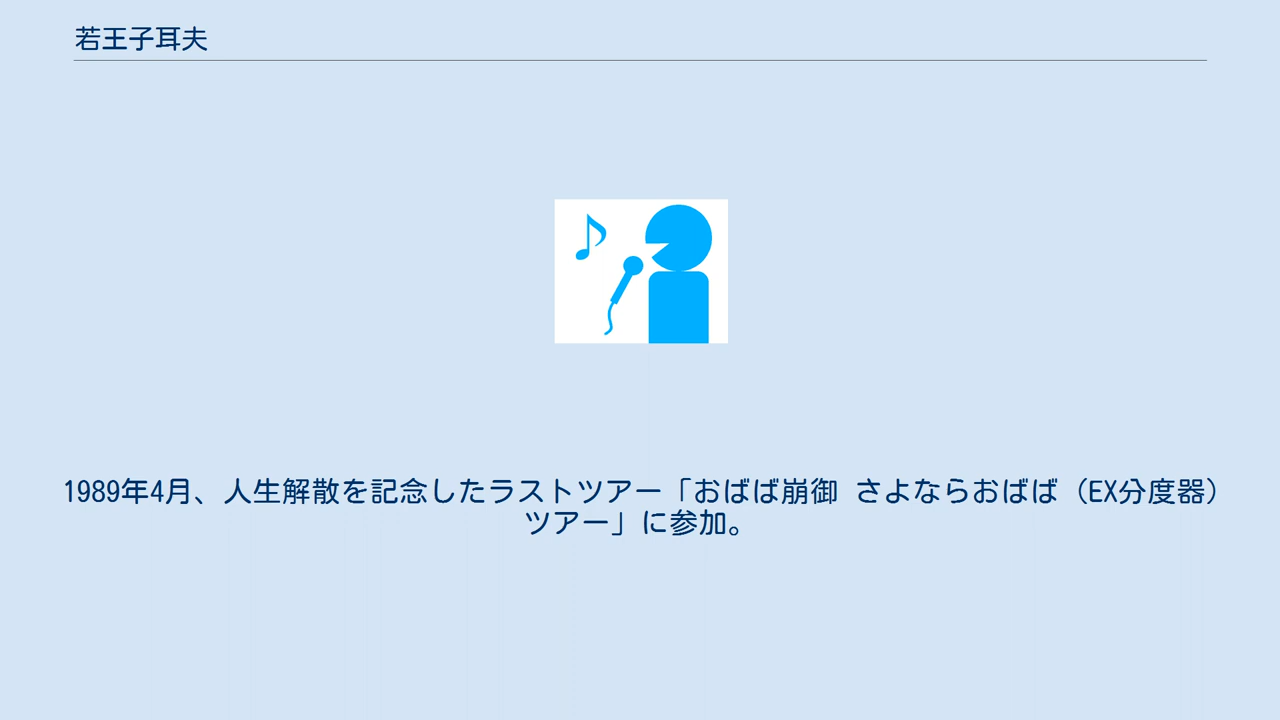 若王子耳夫
1989年4月、人生解散を記念したラストツアー「おばば崩御 さよならおばば（EX分度器）
ツアー」に参加。